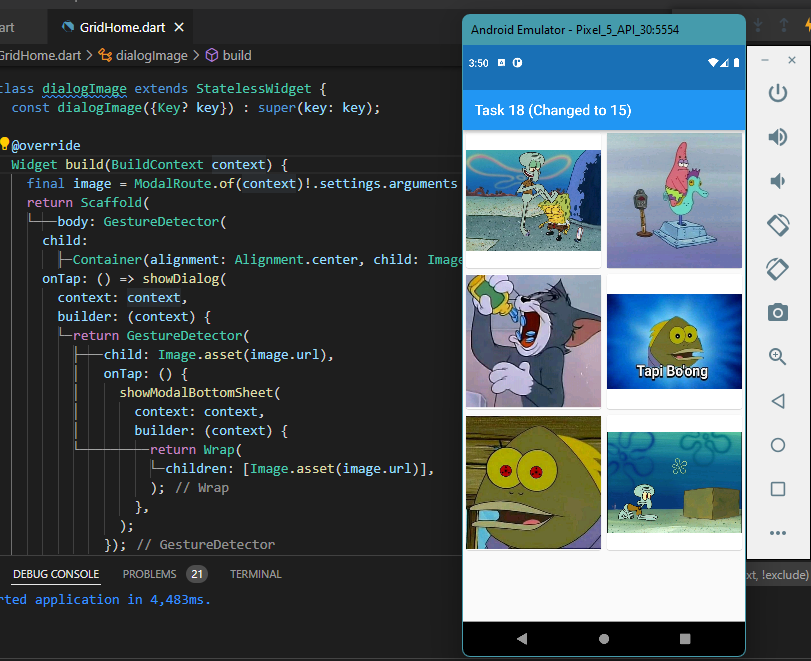 art
GridHome.dart
GridHome.dart > dialogImage > build
class dialogImage extends StatelessWidget {
const dialogImage({Key? key}) : super(key: key);
@override
Widget build(BuildContext context) {
final image = ModalRoute.of(context)!.settings.arguments
return Scaffold(
body: GestureDetector(
child:
Container(alignment: Alignment.center, child: Imag
onTap: () => showDialog(
context: context,
builder: (context) {
return GestureDetector(
child: Image.asset(image.url),
onTap: () {
showModalBottomSheet(
context: context,
builder: (context) {
return Wrap(
children: [Image.asset(image.url)],
); // Wrap
},
);
}); // GestureDetector
DEBUG CONSOLE
PROBLEMS 21
TERMINAL
rted application in 4,483ms.
Android Emulator - Pixel_5_API_30:5554
3:50
Task 18 (Changed to 15)
Tapi Bo'ong
xt, !exclude)